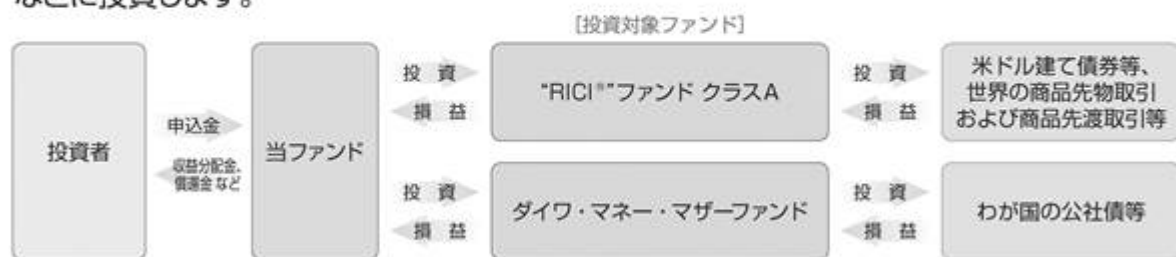 などに投資します。
[投資対象ファンド]
投資者
申込金
収益分配金、
償還金 など
当ファンド
投 資
損 益
"RICI®"ファンド クラスA
投 資
損 益
米ドル建て債券等、
世界の商品先物取引
および商品先渡取引等
投 資
損 益
ダイワ・マネー・マザーファンド
投 資
損 益
わが国の公社債等